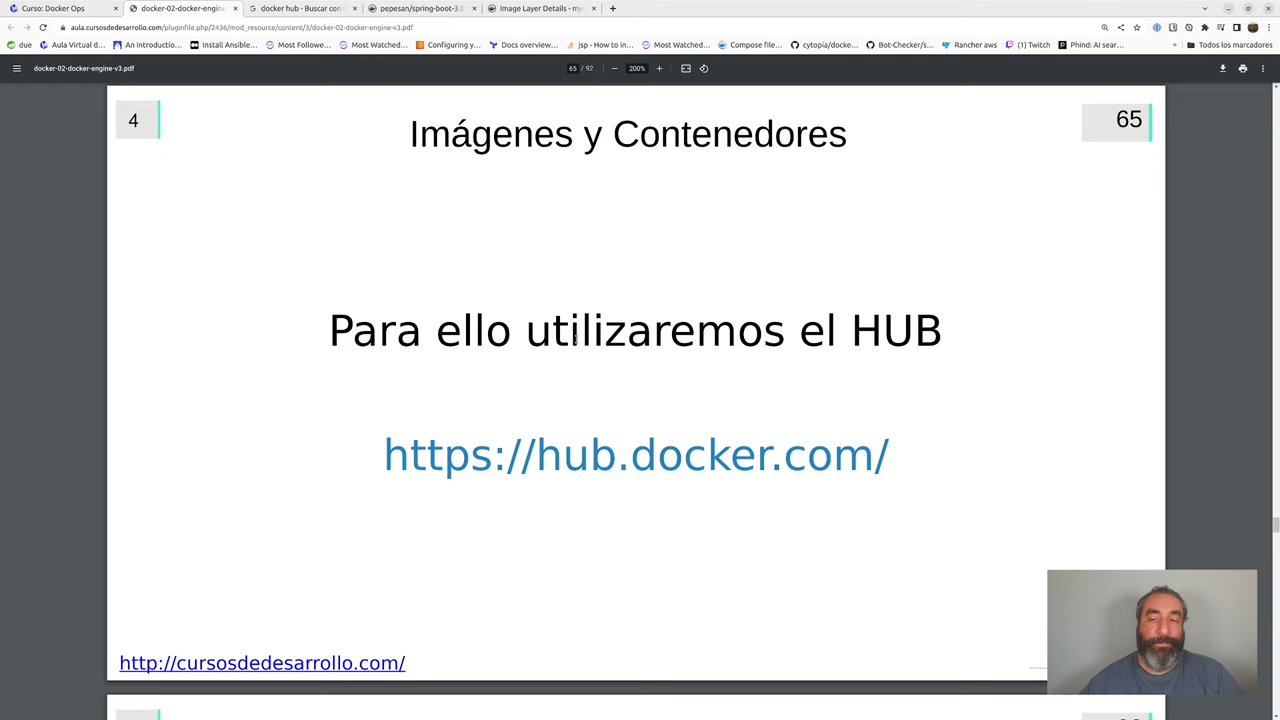 Curso: Docker Ops
docker-02-docker-engine
docker hub - Buscar con
pepesan/spring-boot-3.
Image Layer Details - mys
aula.cursosdedesarrollo.com/pluginfile.php/2436/mod_resource/content/3/docker-02-docker-engine-v3.pdf
due
Aula Virtual d...
An Introductio...
Install Ansible...
Most Followe...
Most Watched...
Configuring y...
Docs overview...
jsp - How to in...
Most Watched...
Compose file...
cytopia/docke...
Bot-Checker/s...
Rancher aws
(1) Twitch
Phind: AI sear...
»
Todos los marcadores
docker-02-docker-engine-v3.pdf
65 / 92
200%
4
Imágenes y Contenedores
65
Para ello utilizaremos el HUB
https://hub.docker.com/
http://cursosdedesarrollo.com/